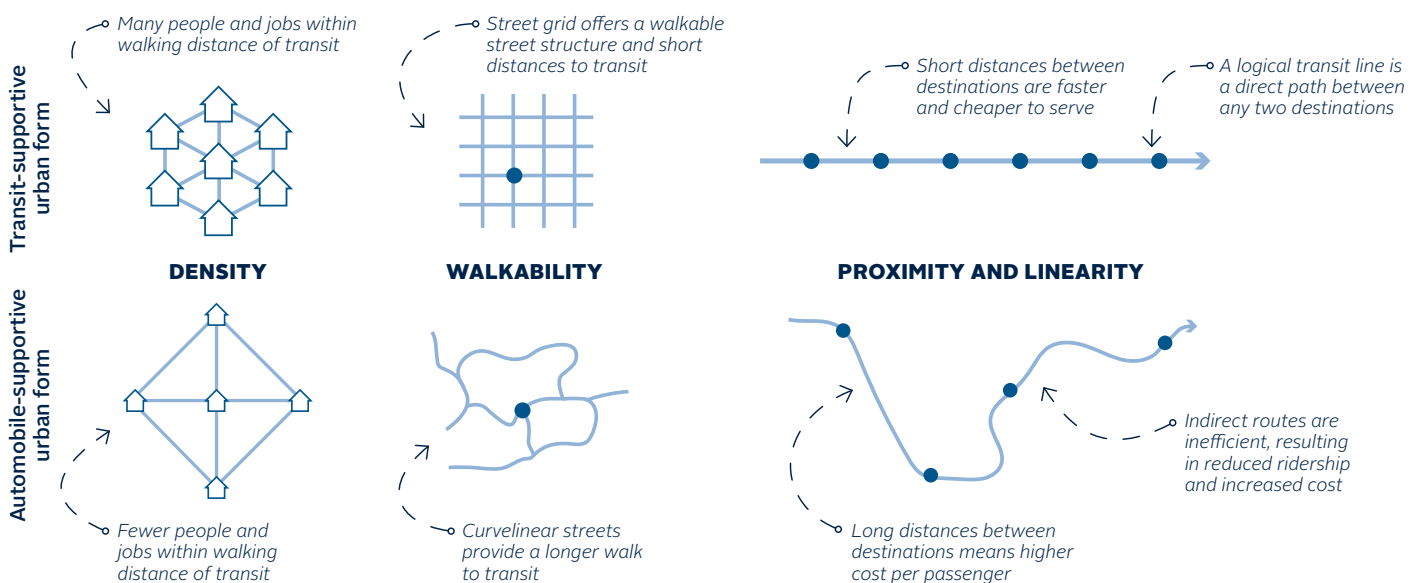 Transit-supportive
urban form
Many people and jobs within
walking distance of transit
Street grid offers a walkable
street structure and short
distances to transit
Short distances between
destinations are faster
and cheaper to serve
A logical transit line is
a direct path between
any two destinations
DENSITY
WALKABILITY
PROXIMITY AND LINEARITY
Automobile-supportive
urban form
Fewer people and
jobs within walking
distance of transit
Curvelinear streets
provide a longer walk
to transit
Long distances between
destinations means higher
cost per passenger
Indirect routes are
inefficient, resulting
in reduced ridership
and increased cost